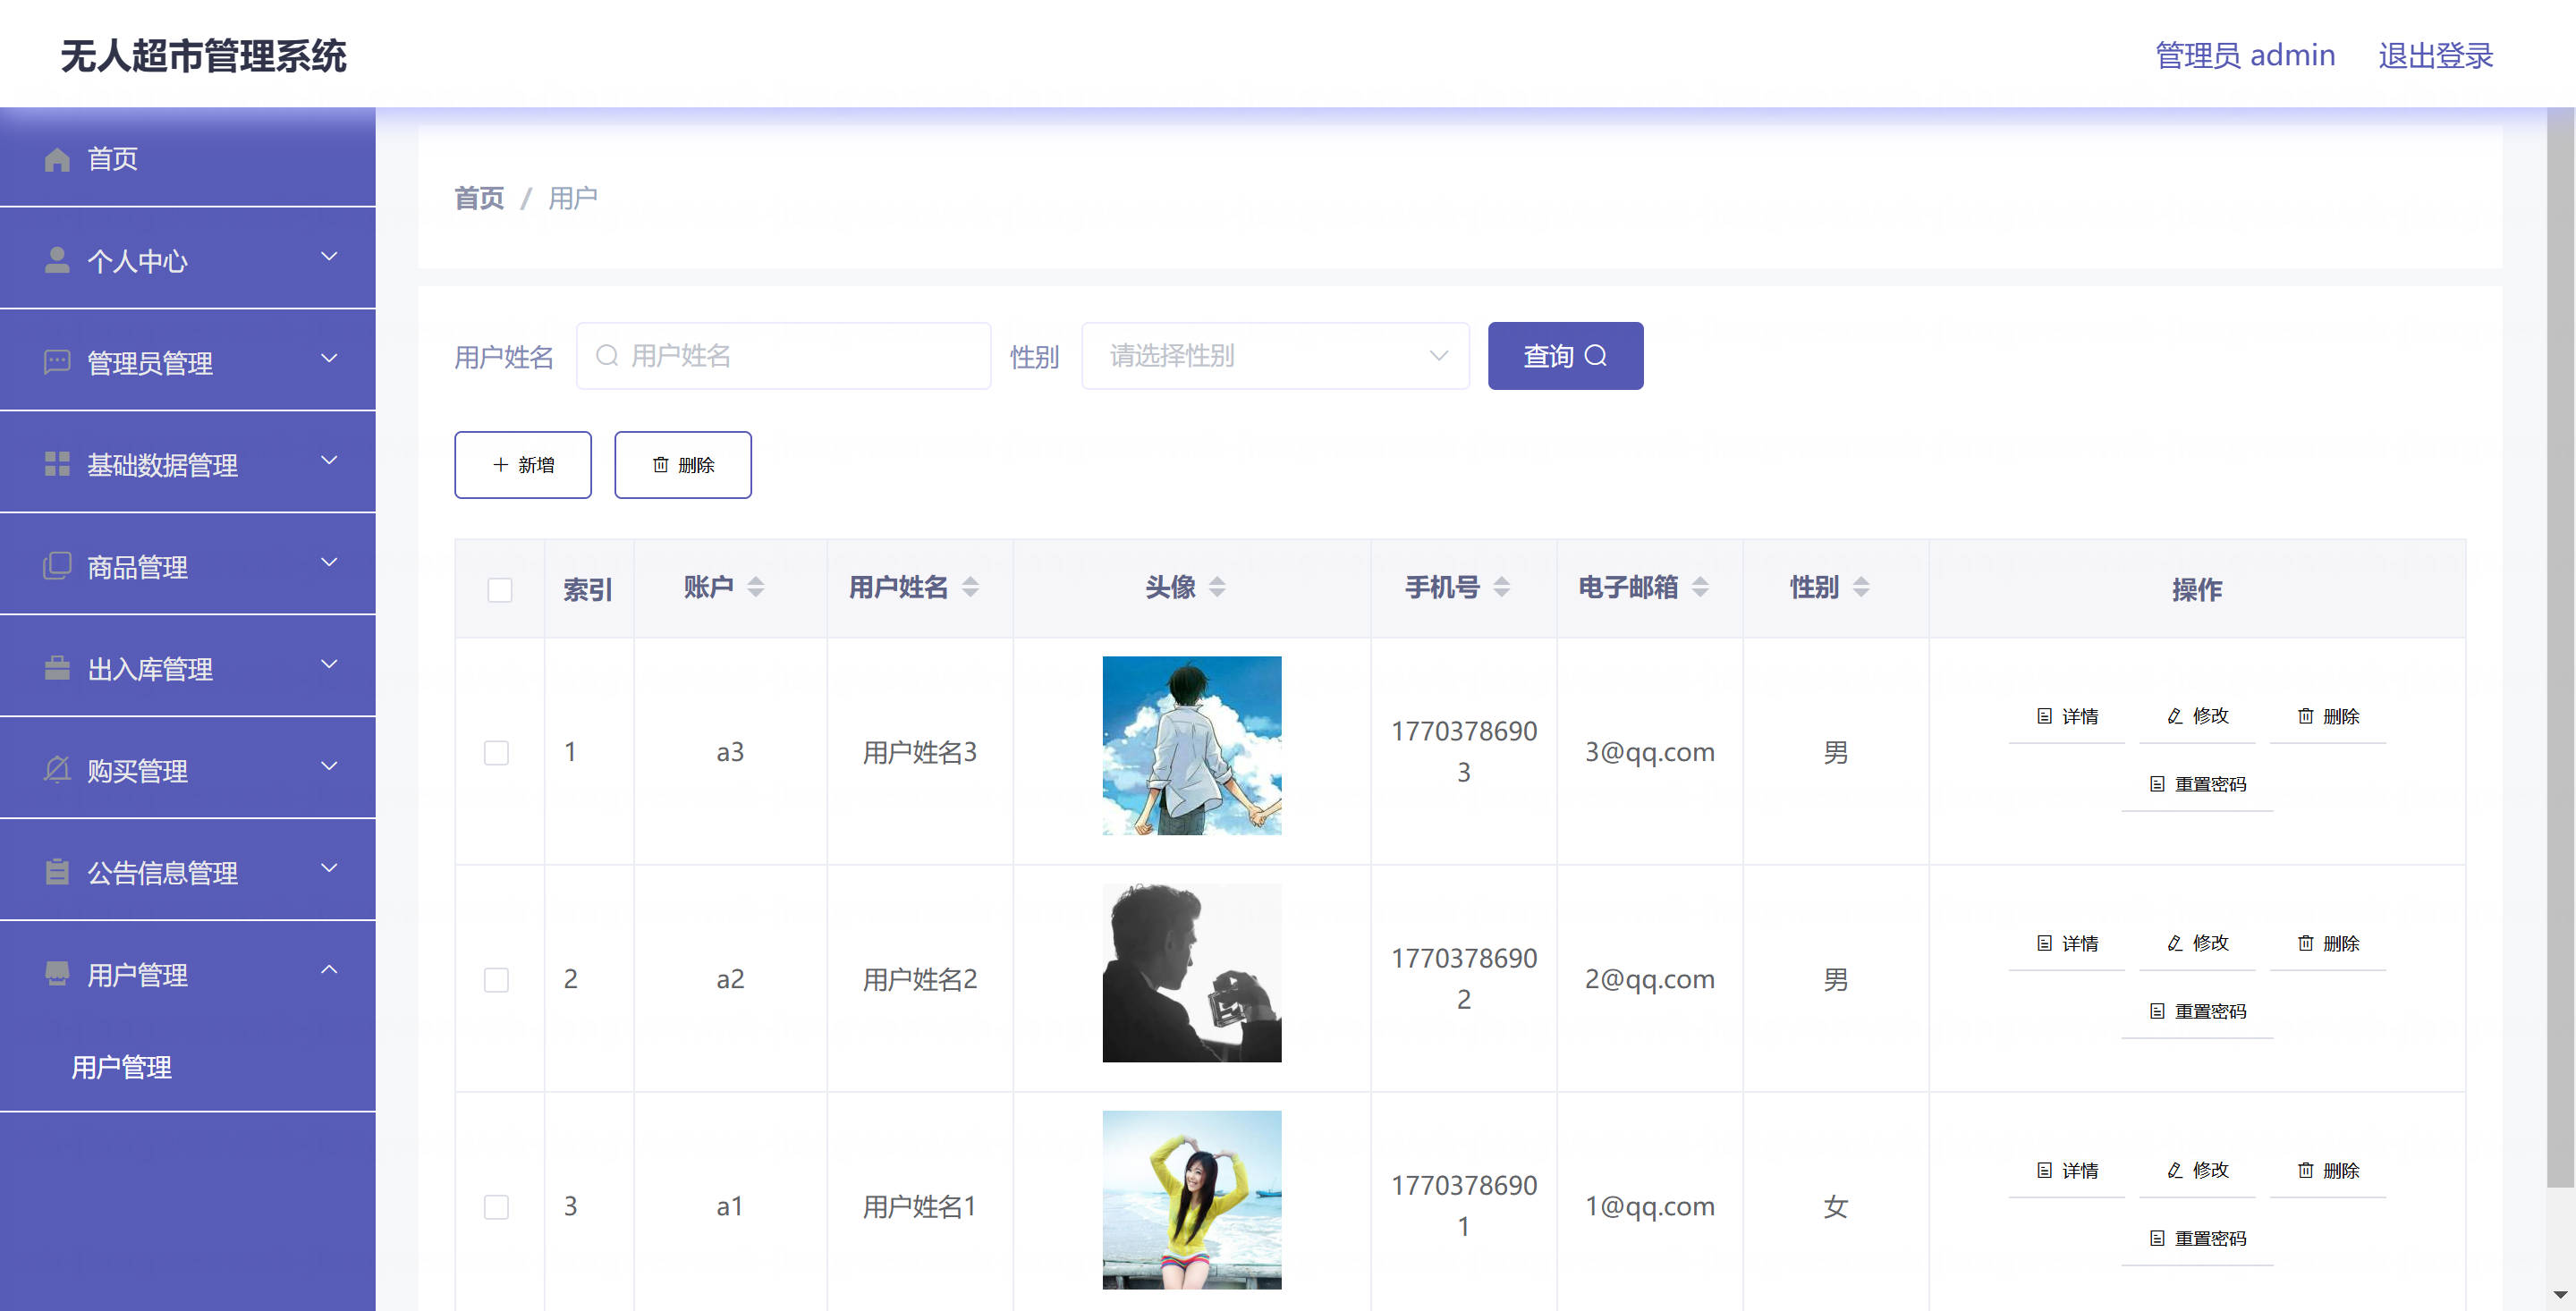 无人超市管理系统
管理员 admin 退出登录
首页
个人中心
管理员管理
基础数据管理
商品管理
出入库管理
购买管理
公告信息管理
用户管理
用户管理
首页 / 用户
用户姓名 用户姓名 性别 请选择性别 查询
新增 删除
索引 账户 用户姓名 头像 手机号 电子邮箱 性别 操作
1 a3 用户姓名3 17703786903 3@qq.com 男 详情 修改 删除
重置密码
2 a2 用户姓名2 17703786902 2@qq.com 男 详情 修改 删除
重置密码
3 a1 用户姓名1 17703786901 1@qq.com 女 详情 修改 删除
重置密码